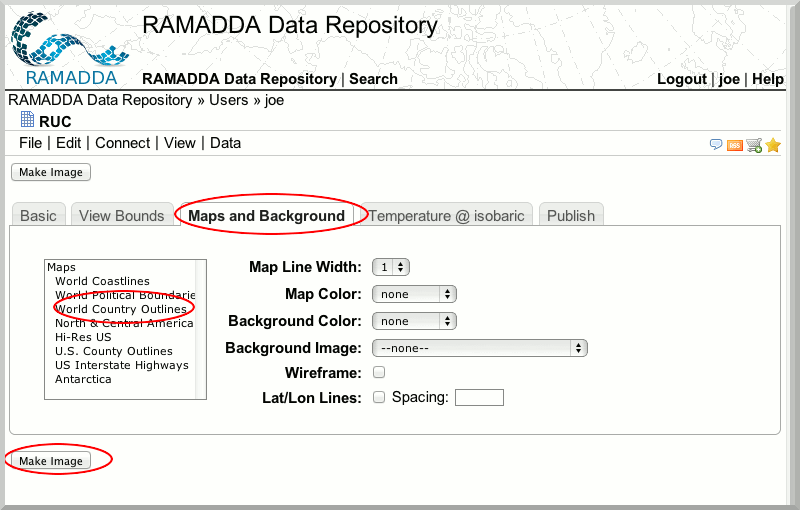 RAMADDA Data Repository
RAMADDA
RAMADDA Data Repository | Search
Logout | joe | Help
RAMADDA Data Repository » Users » joe
RUC
File | Edit | Connect | View | Data
RSS
Make Image
Basic
View Bounds
Maps and Background
Temperature @ isobaric
Publish
Maps
World Coastlines
World Political Boundarie
World Country Outlines
North & Central America
Hi-Res US
U.S. County Outlines
US Interstate Highways
Antarctica
Map Line Width: 1
Map Color: none
Background Color: none
Background Image: --none--
Wireframe:
Lat/Lon Lines: Spacing:
Make Image